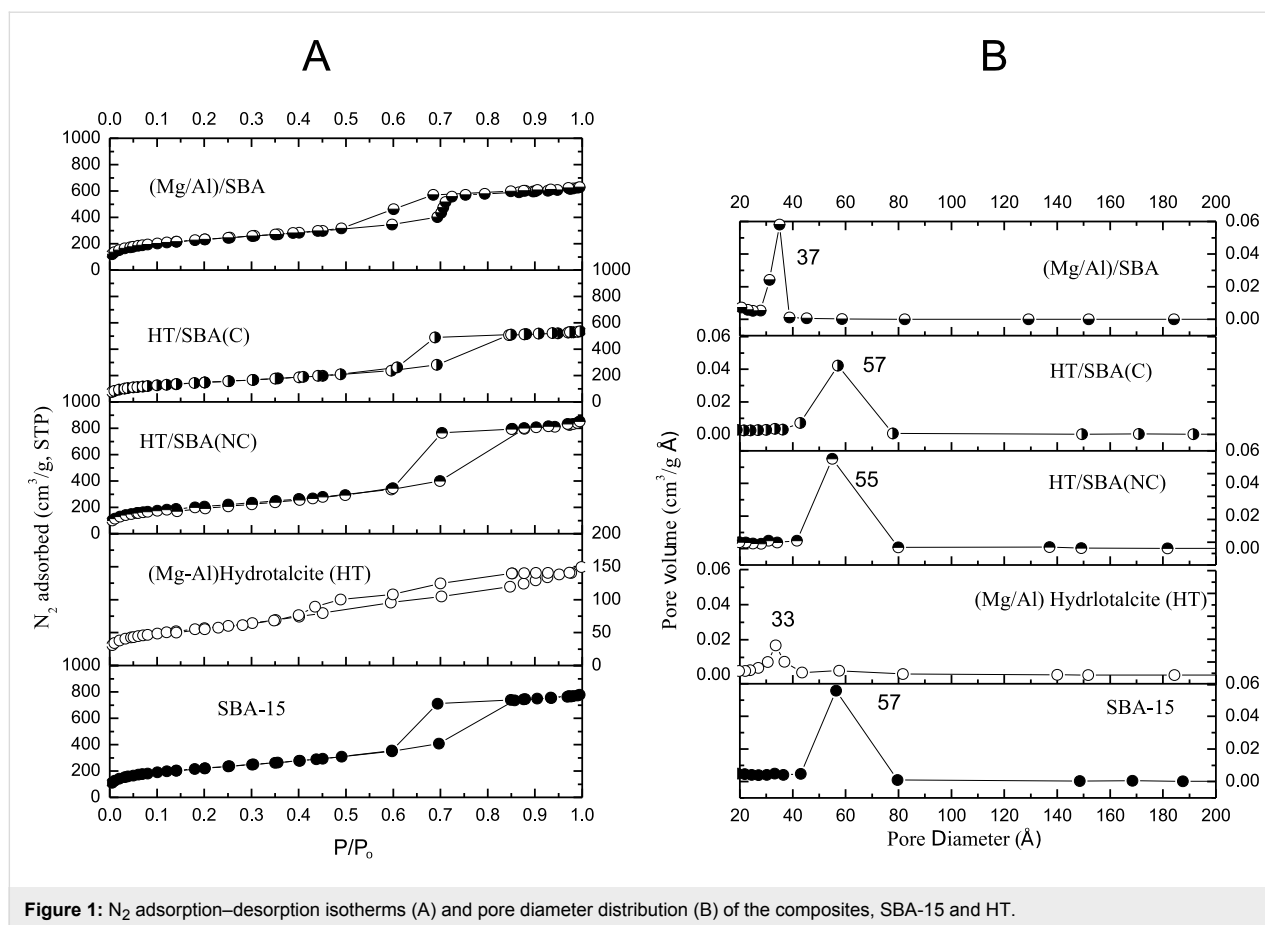 A
B
0.0 0.1 0.2 0.3 0.4 0.5 0.6 0.7 0.8 0.9 1.0
1000
800
600
400
200
0
(Mg/Al)/SBA
1000
800
600
400
200
0
HT/SBA(C)
1000
800
600
400
200
0
HT/SBA(NC)
200
150
100
50
0
(Mg-Al)Hydrotalcite (HT)
1000
800
600
400
200
0
SBA-15
0.0 0.1 0.2 0.3 0.4 0.5 0.6 0.7 0.8 0.9 1.0
N2 adsorbed (cm3/g, STP)
P/Po
20 40 60 80 100 120 140 160 180 200
0.06
0.04
0.02
0.00
37
(Mg/Al)/SBA
0.06
0.04
0.02
0.00
57
HT/SBA(C)
0.06
0.04
0.02
0.00
55
HT/SBA(NC)
0.06
0.04
0.02
0.00
33
(Mg/Al) Hydrlotalcite (HT)
0.06
0.04
0.02
0.00
57
SBA-15
20 40 60 80 100 120 140 160 180 200
Pore volume (cm3/g Å)
Pore Diameter (Å)
Figure 1: N2 adsorption–desorption isotherms (A) and pore diameter distribution (B) of the composites, SBA-15 and HT.